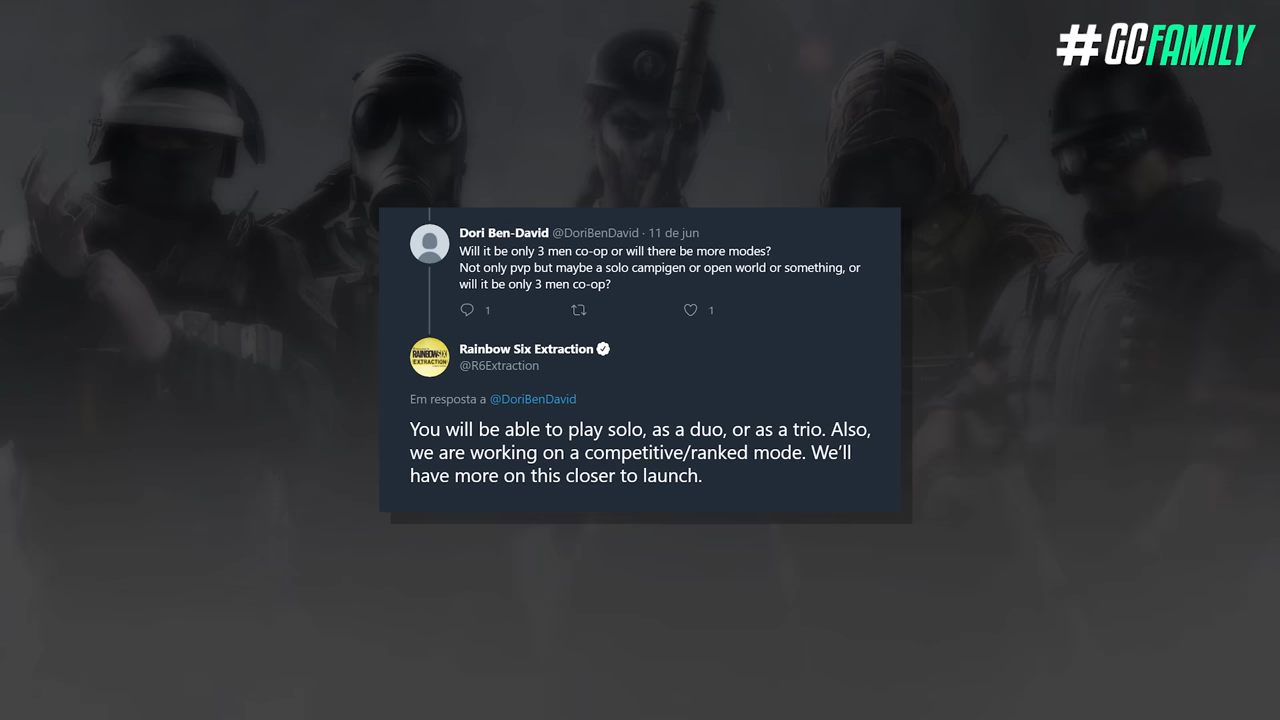 #GCFAMILY
Dori Ben-David @DoriBenDavid · 11 de jun
Will it be only 3 men co-op or will there be more modes?
Not only pvp but maybe a solo campigen or open world or something, or
will it be only 3 men co-op?
1 1
Rainbow Six Extraction
RAINBOW SIX
EXTRACTION
@R6Extraction
Em resposta a @DoriBenDavid
You will be able to play solo, as a duo, or as a trio. Also,
we are working on a competitive/ranked mode. We'll
have more on this closer to launch.